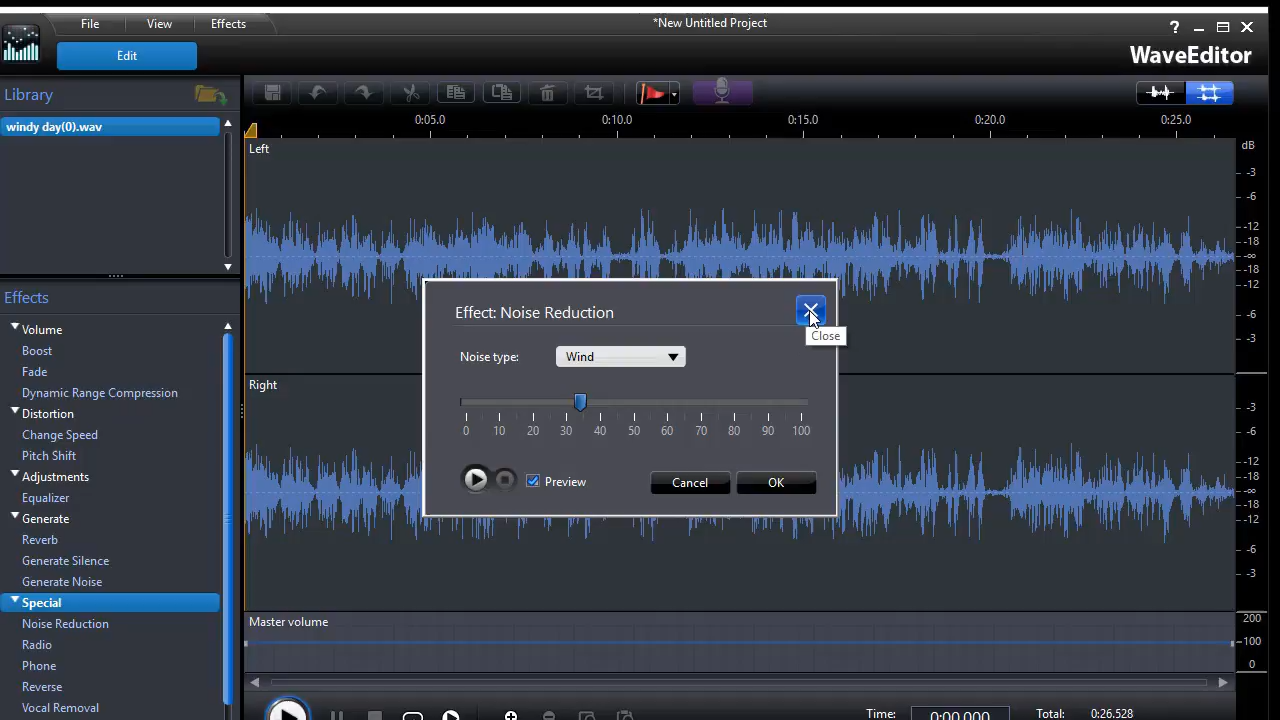 File View Effects *New Untitled Project ?
Edit WaveEditor
Library
windy day(0).wav
0:05.0 0:10.0 0:15.0 0:20.0 0:25.0
Left dB
-3
-6
-12
-18
-∞
-18
-12
-6
-3
Effects
Volume
Boost
Fade
Dynamic Range Compression
Distortion
Change Speed
Pitch Shift
Adjustments
Equalizer
Generate
Reverb
Generate Silence
Generate Noise
Special
Noise Reduction
Radio
Phone
Reverse
Vocal Removal
Effect: Noise Reduction
Close
Noise type: Wind
0 10 20 30 40 50 60 70 80 90 100
Preview Cancel OK
Right
-3
-6
-12
-18
-∞
-18
-12
-6
-3
Master volume
200
100
0
Time: 0:00.000 Total: 0:26.528